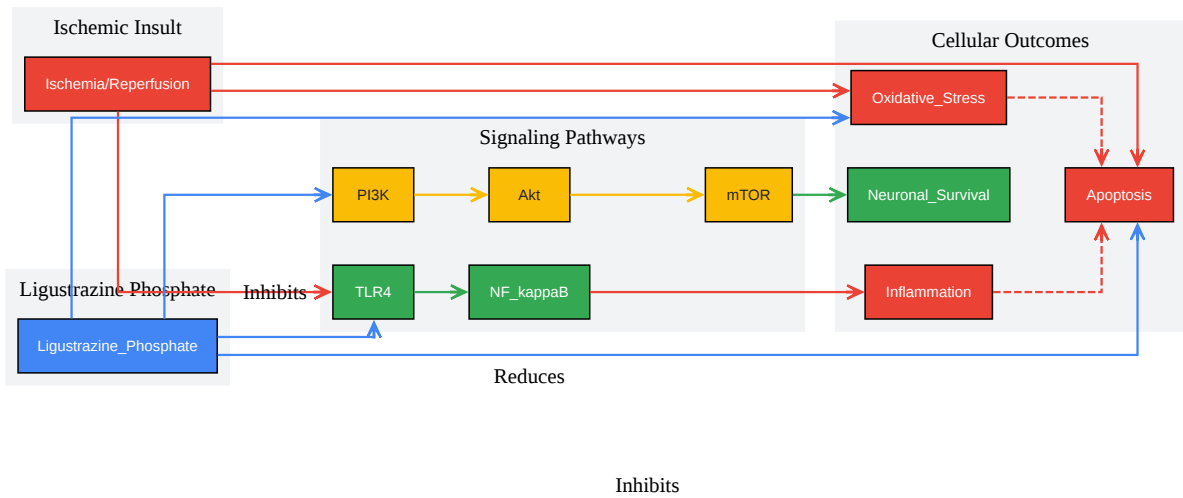 Ischemic Insult
Cellular Outcomes
Ischemia/Reperfusion
Oxidative_Stress
Signaling Pathways
PI3K
Akt
mTOR
Neuronal_Survival
Apoptosis
Ligustrazine Phosphate
Inhibits
TLR4
NF_kappaB
Inflammation
Ligustrazine_Phosphate
Reduces
Inhibits